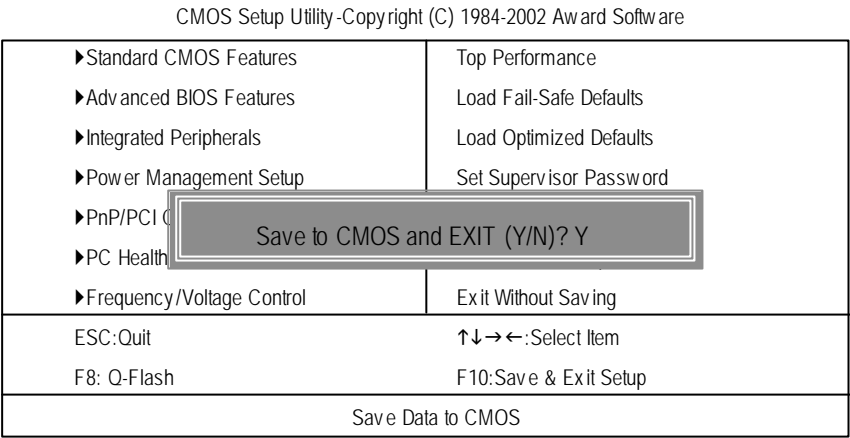 CMOS Setup Utility-Copyright (C) 1984-2002 Award Software
▶Standard CMOS Features
▶Advanced BIOS Features
▶Integrated Peripherals
▶Power Management Setup
▶PnP/PCI
▶PC Health
▶Frequency/Voltage Control
Top Performance
Load Fail-Safe Defaults
Load Optimized Defaults
Set Supervisor Password
Exit Without Saving
Save to CMOS and EXIT (Y/N)? Y
ESC:Quit
↑↓→←:Select Item
F8: Q-Flash
F10:Save & Exit Setup
Save Data to CMOS